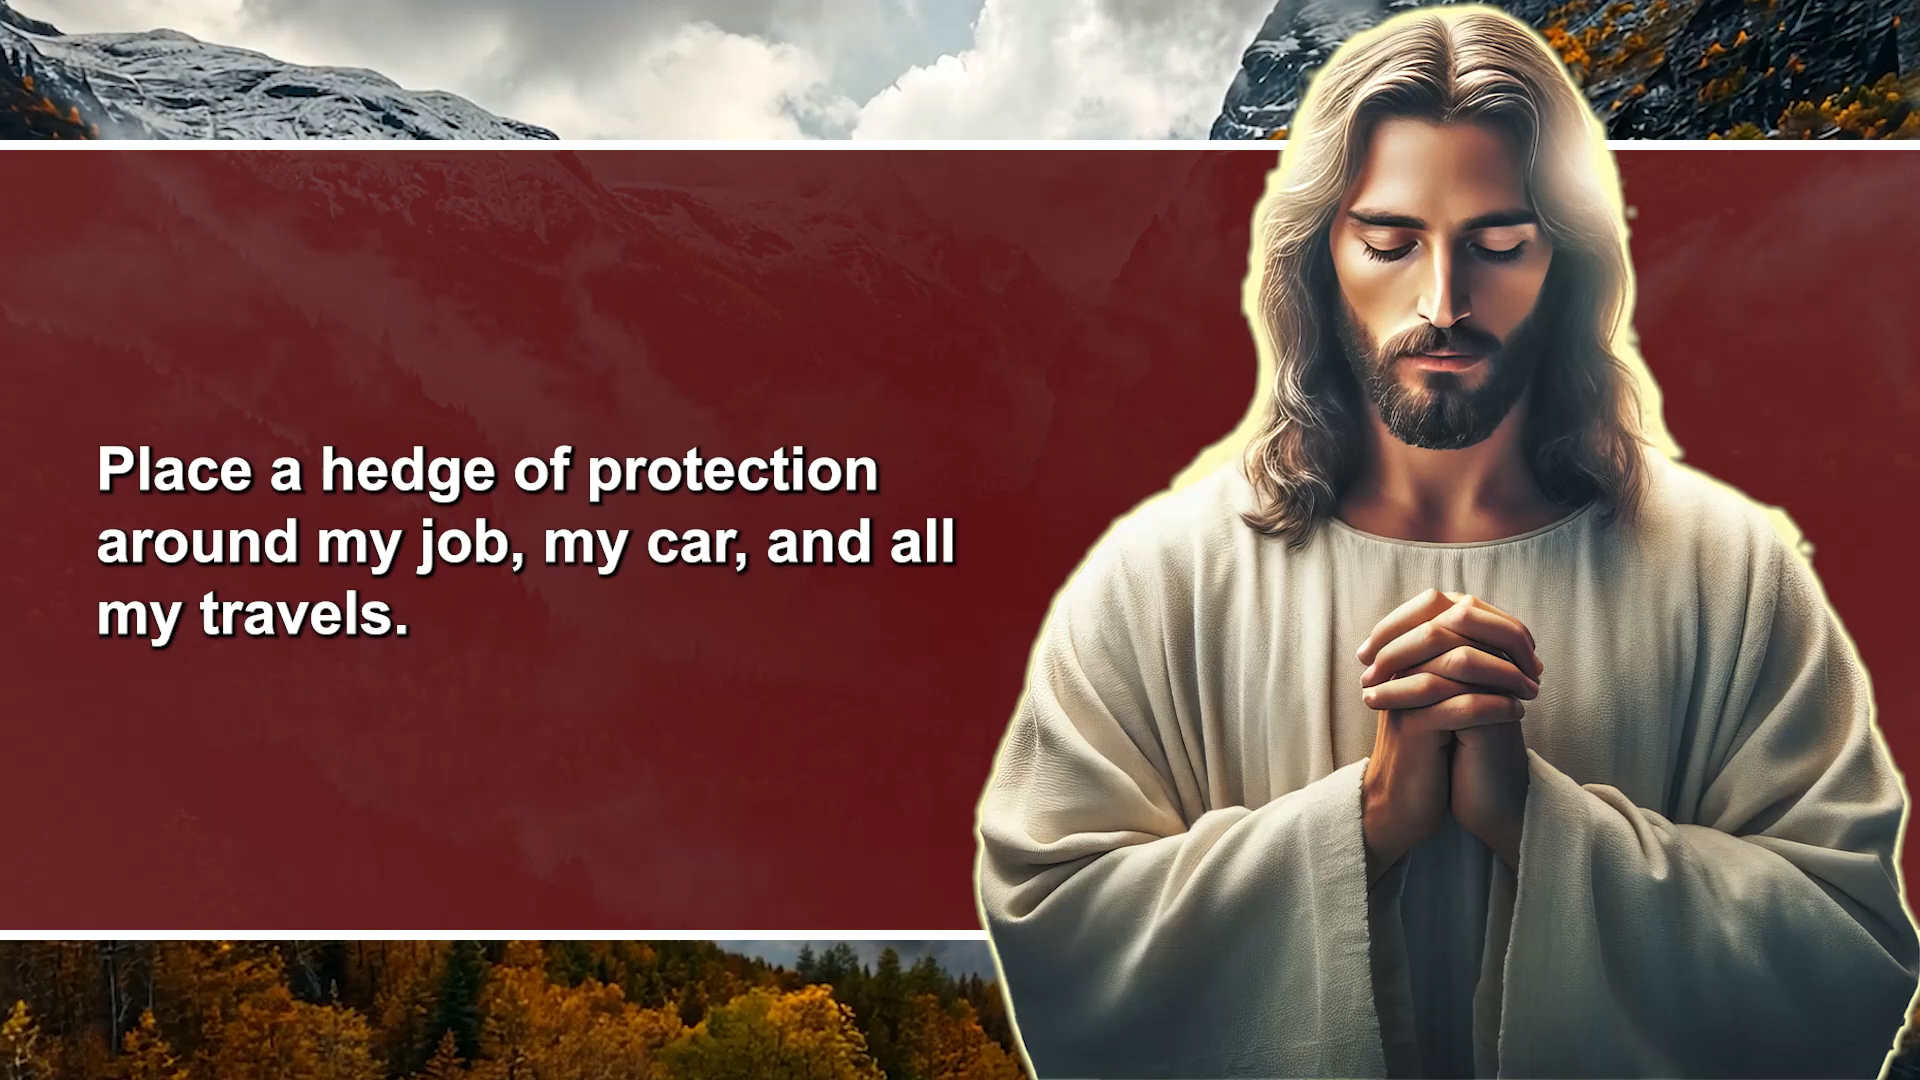 Place a hedge of protection
around my job, my car, and all
my travels.